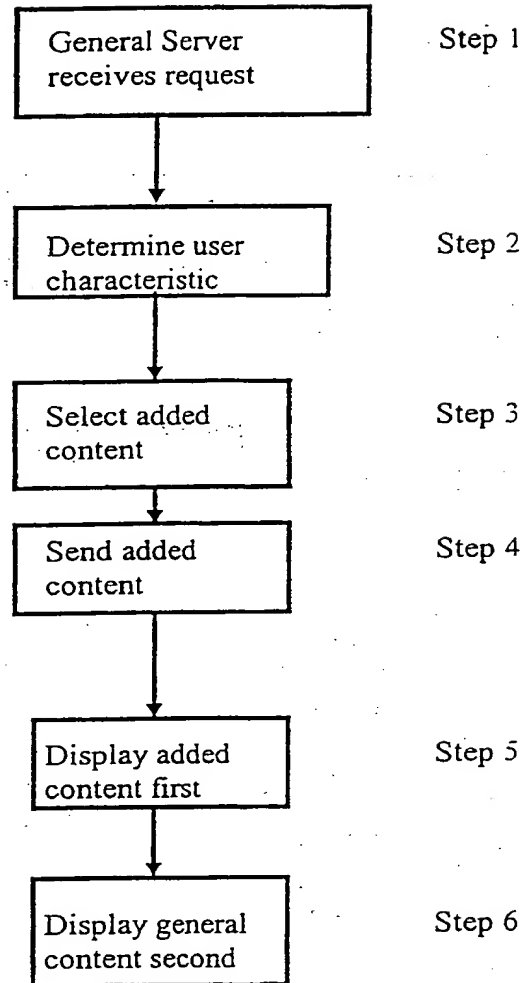 General Server
receives request
Step 1
Determine user
characteristic
Step 2
Select added
content
Step 3
Send added
content
Step 4
Display added
content first
Step 5
Display general
content second
Step 6